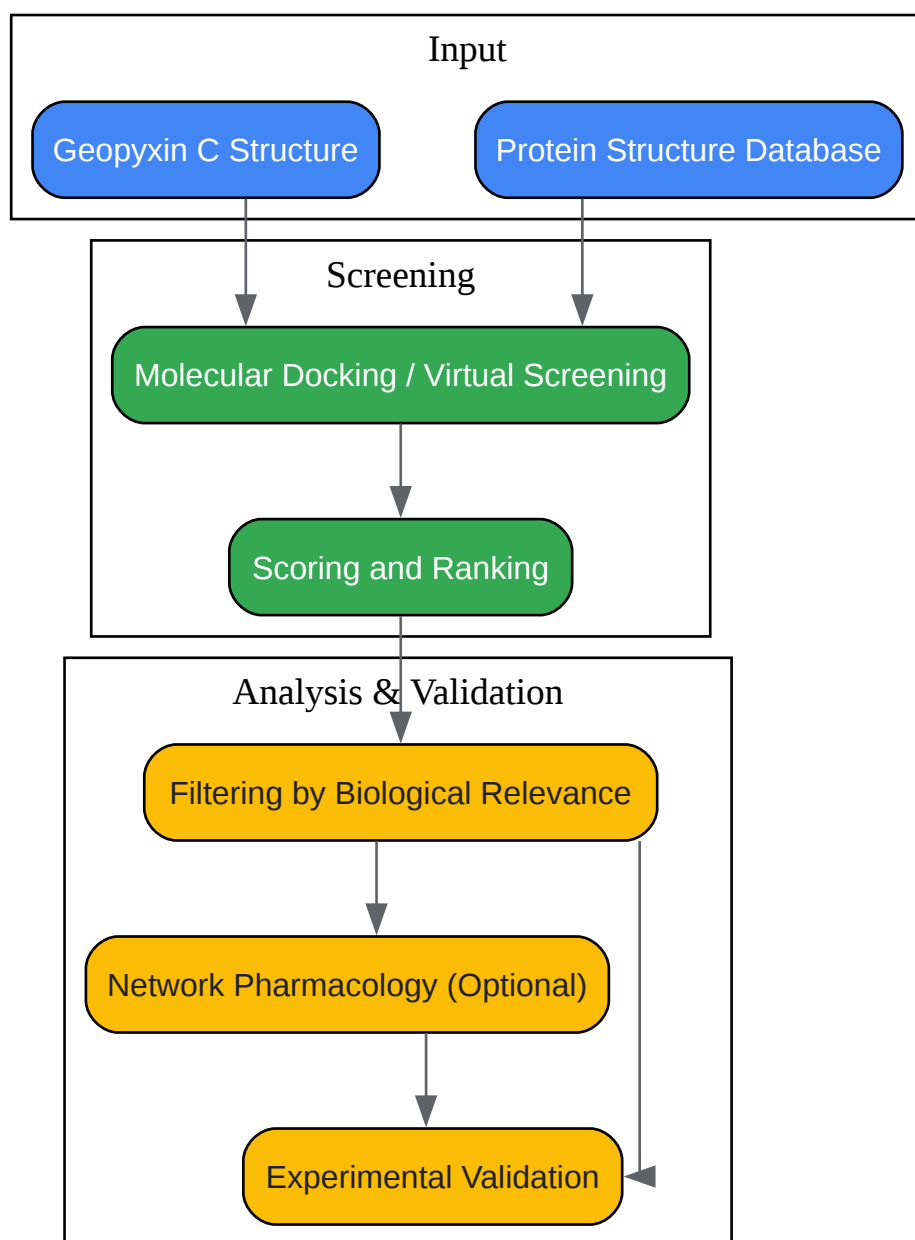 Input
Geopyxin C Structure
Protein Structure Database
Screening
Molecular Docking / Virtual Screening
Scoring and Ranking
Analysis & Validation
Filtering by Biological Relevance
Network Pharmacology (Optional)
Experimental Validation